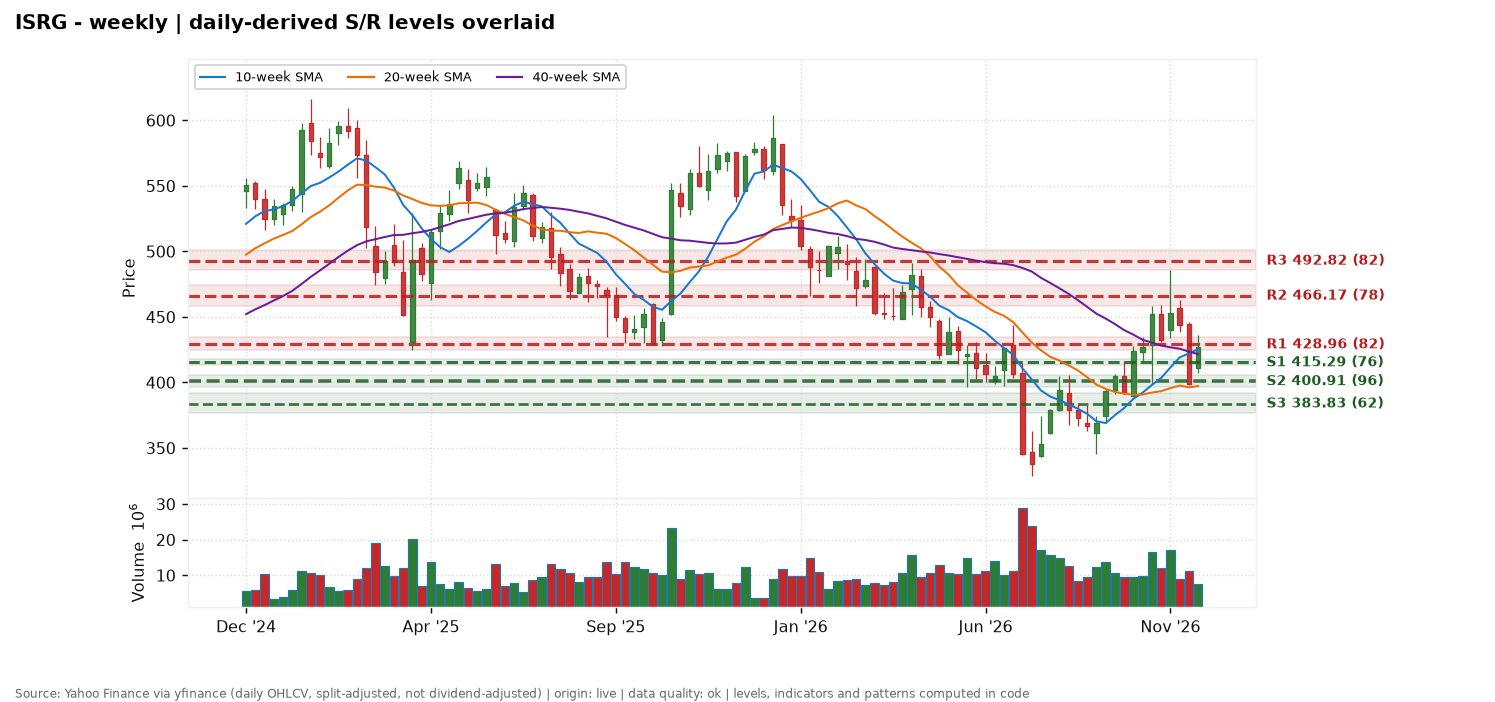 ISRG - weekly | daily-derived S/R levels overlaid
10-week SMA 20-week SMA 40-week SMA
Price
600
550
500
450
400
350
R3 492.82 (82)
R2 466.17 (78)
R1 428.96 (82)
S1 415.29 (76)
S2 400.91 (96)
S3 383.83 (62)
Volume 10⁶
30
20
10
Dec '24 Apr '25 Sep '25 Jan '26 Jun '26 Nov '26
Source: Yahoo Finance via yfinance (daily OHLCV, split-adjusted, not dividend-adjusted) | origin: live | data quality: ok | levels, indicators and patterns computed in code